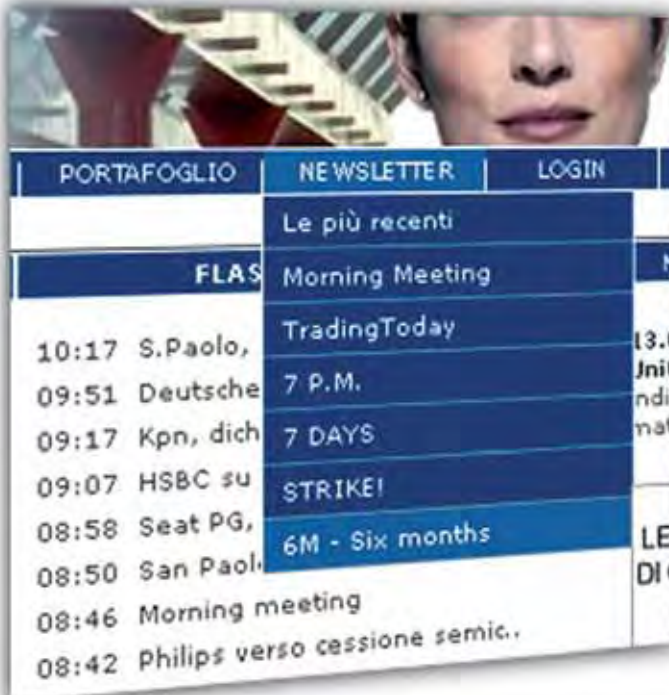 PORTAFOGLIO NEWSLETTER LOGIN
Le più recenti
Morning Meeting
TradingToday
7 P.M.
7 DAYS
STRIKE!
6M - Six months
FLAS
10:17 S.Paolo,
09:51 Deutsche
09:17 Kpn, dich
09:07 HSBC su
08:58 Seat PG,
08:50 San Paol
08:46 Morning meeting
08:42 Philips verso cessione semic..
LE
DI